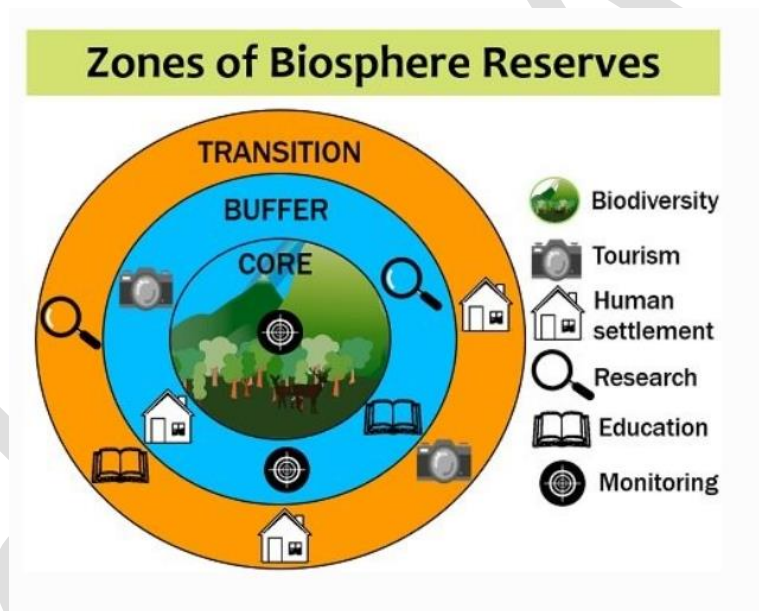 Zones of Biosphere Reserves
TRANSITION
BUFFER
CORE
Biodiversity
Tourism
Human
settlement
Research
Education
Monitoring